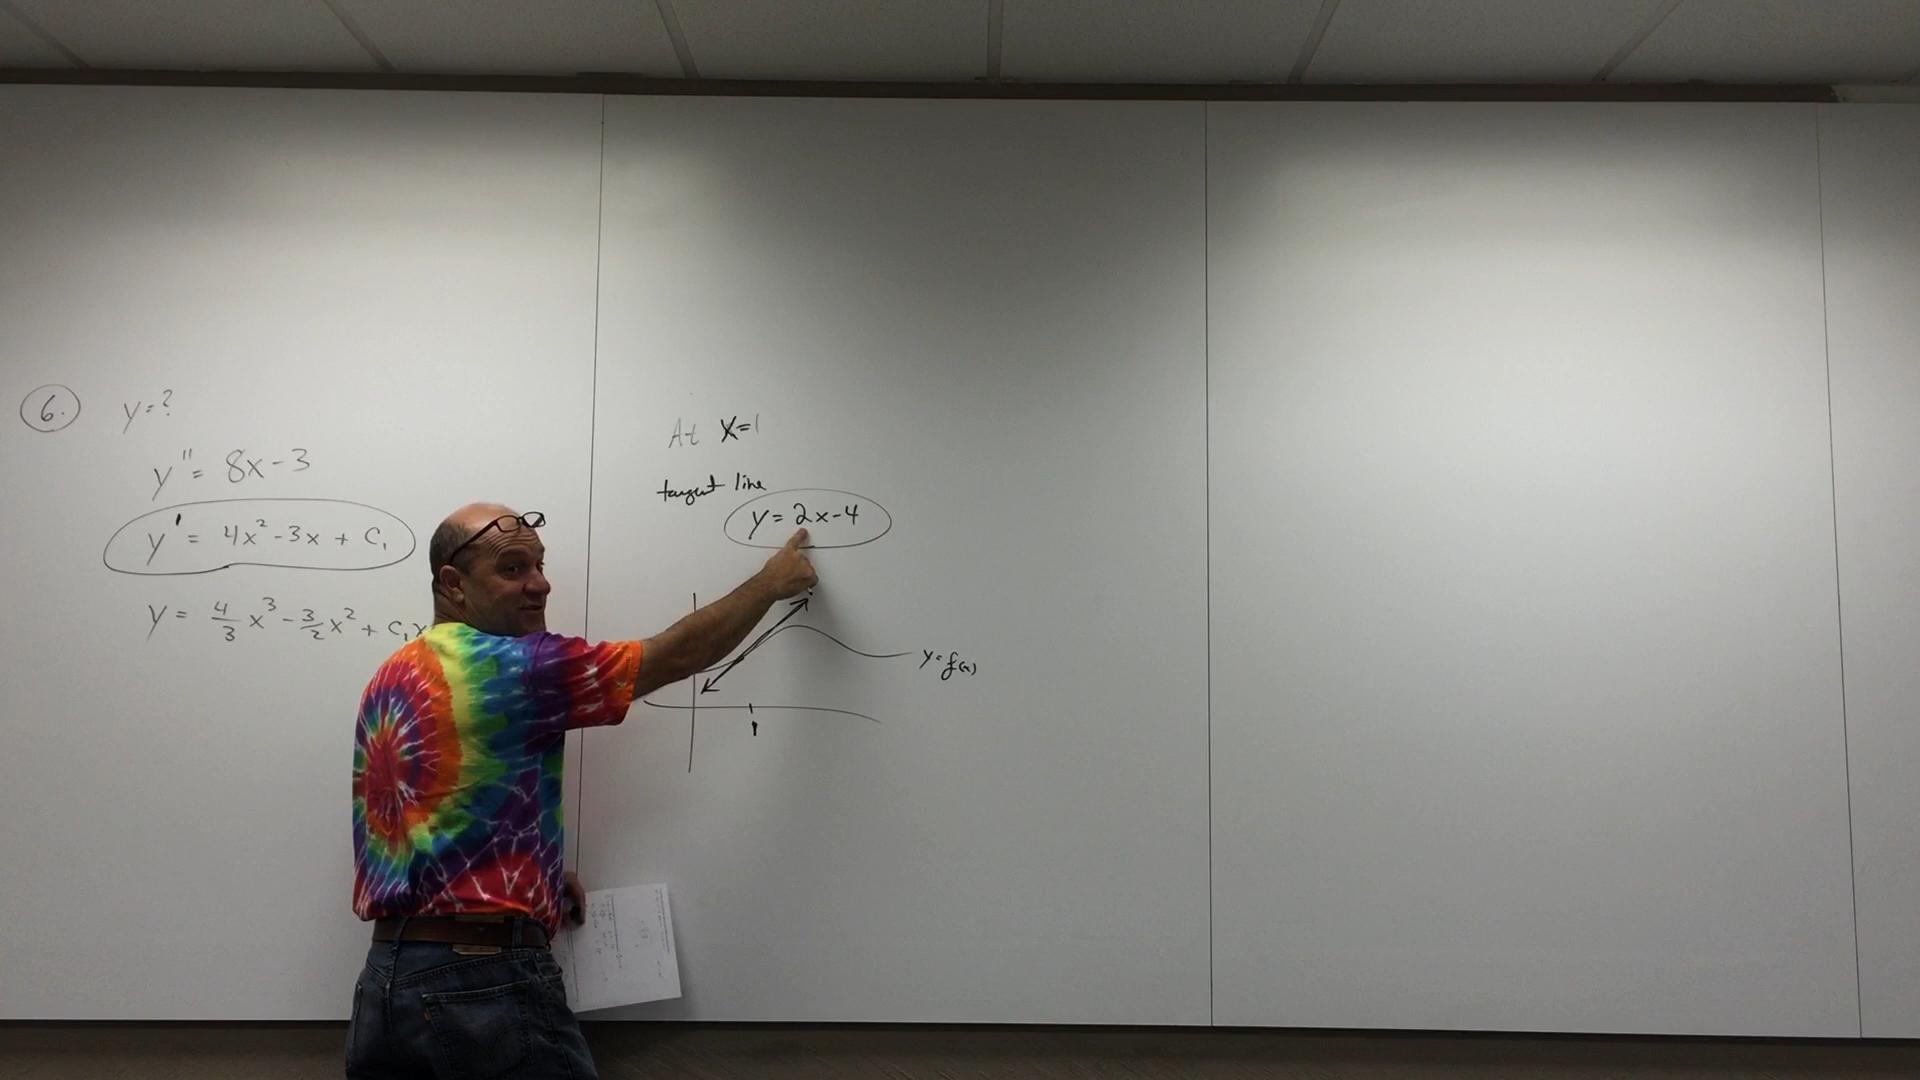 6. y=?
y" = 8x-3
y' = 4x² -3x + C₁
y = 4/3 x³ - 3/2 x² + C₁x
At x=1
tangent line
y = 2x-4
y=f(x)
1